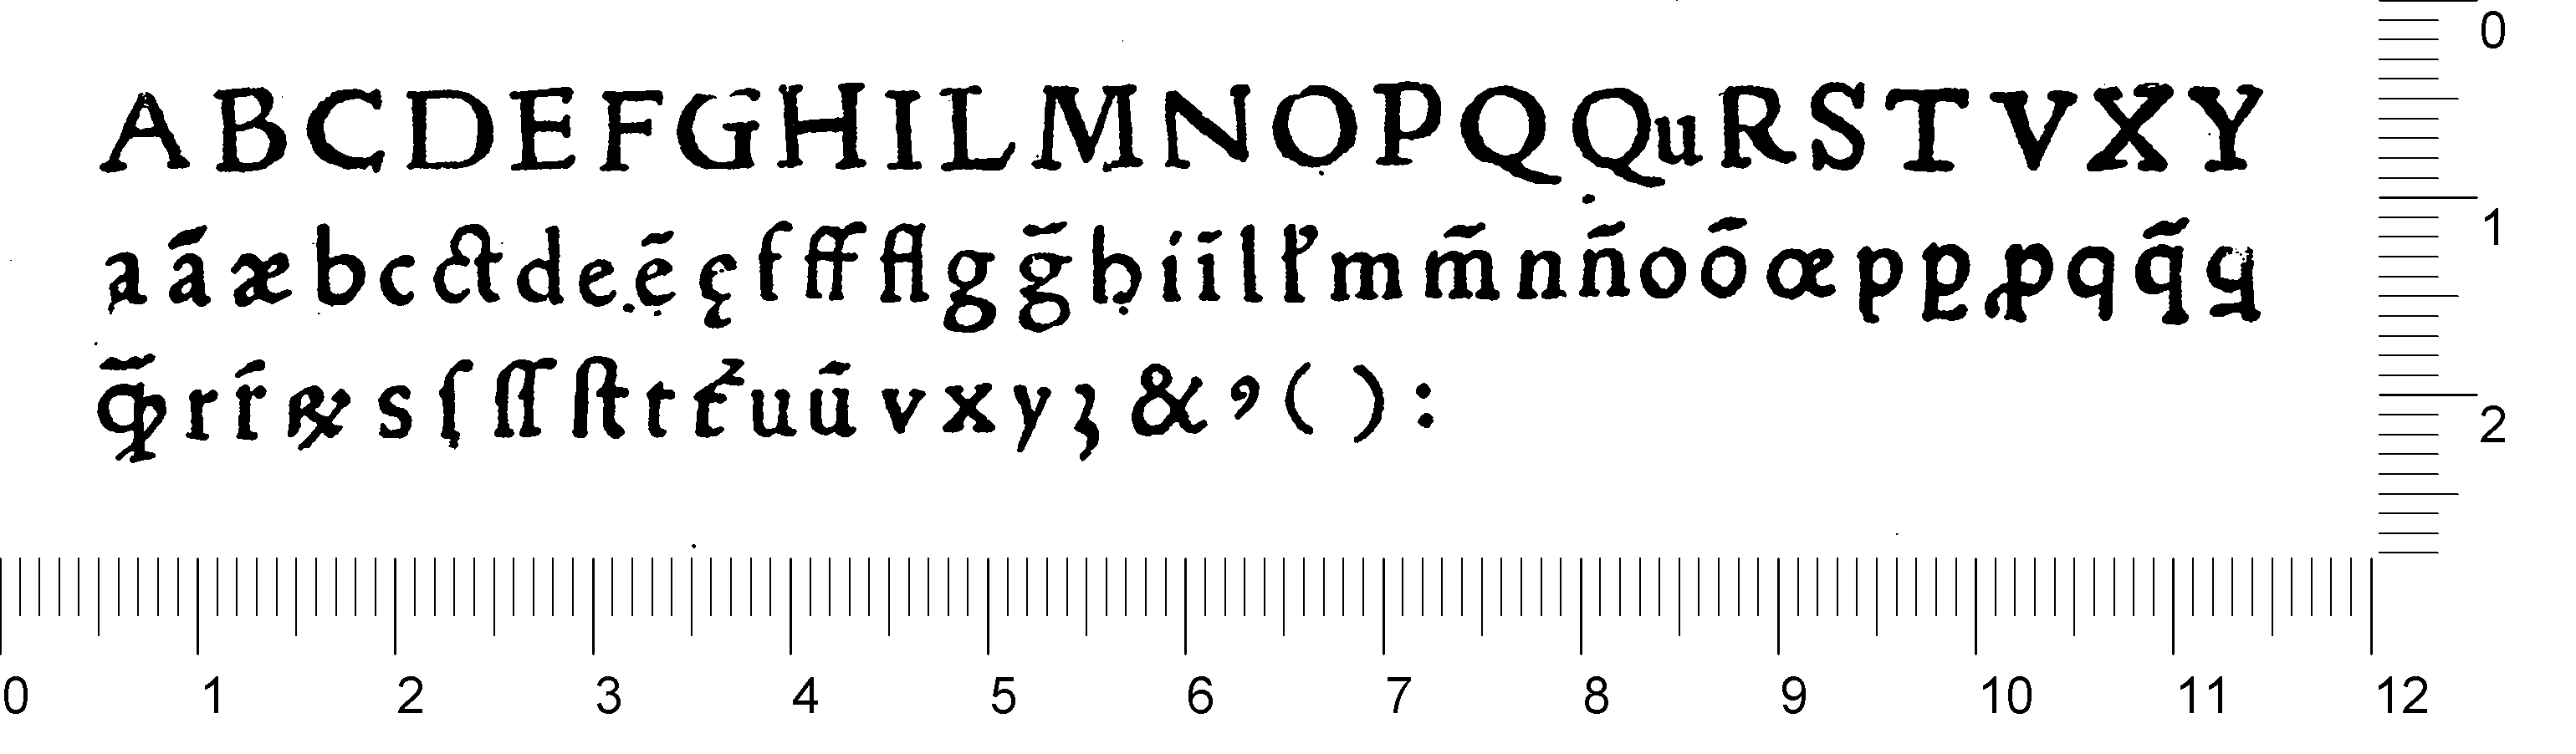 A B C D E F G H I L M N O P Q Qu R S T V X Y
a ã æ b c ct d e ẽ ę f ff fl g g̃ h i ĩ l m m̃ n ñ o õ œ p ꝑ ꝓ q q̃ ꝗ
r r̃ ꝶ s ſ ſſ ſt t u ũ v x y ꝫ & ꝰ ( ) :
0
1
2
0 1 2 3 4 5 6 7 8 9 10 11 12